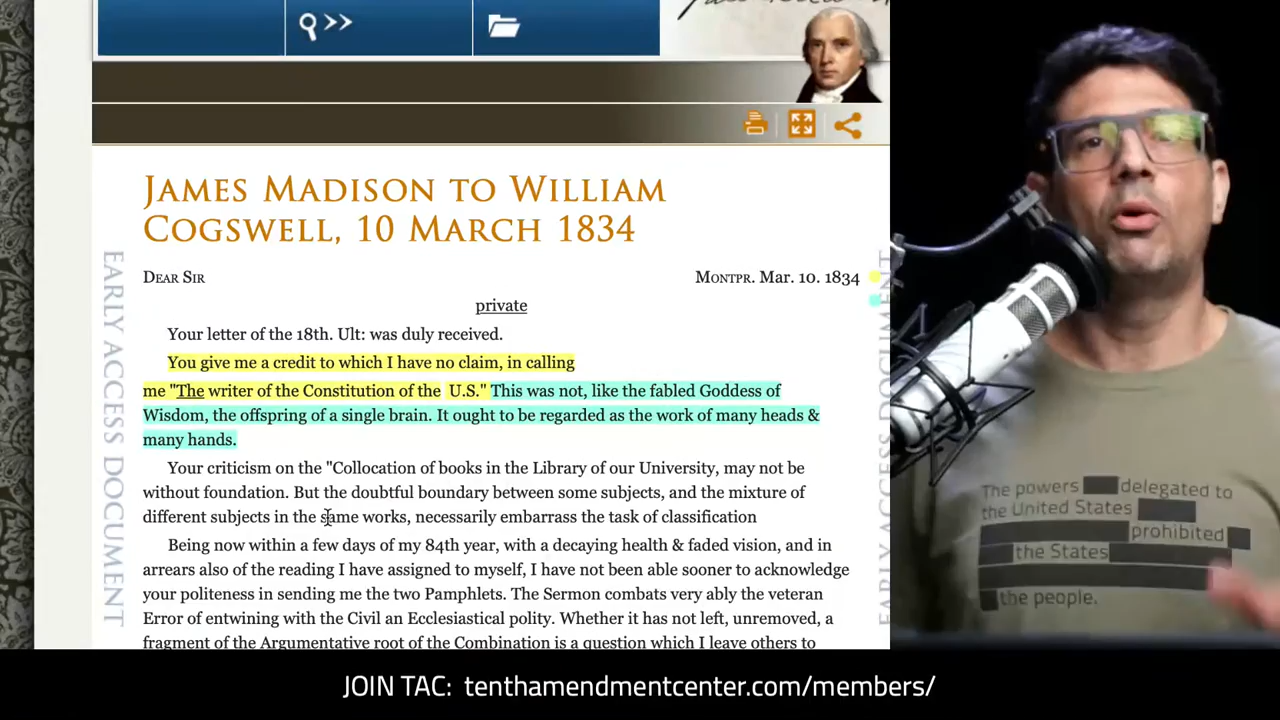 James Madison to William
Cogswell, 10 March 1834
EARLY ACCESS DOCUMENT
EARLY ACCESS DOCUMENT
Dear Sir
Montpr. Mar. 10. 1834
private
Your letter of the 18th. Ult: was duly received.
You give me a credit to which I have no claim, in calling
me "The writer of the Constitution of the U.S." This was not, like the fabled Goddess of
Wisdom, the offspring of a single brain. It ought to be regarded as the work of many heads &
many hands.
Your criticism on the "Collocation of books in the Library of our University, may not be
without foundation. But the doubtful boundary between some subjects, and the mixture of
different subjects in the same works, necessarily embarrass the task of classification
Being now within a few days of my 84th year, with a decaying health & faded vision, and in
arrears also of the reading I have assigned to myself, I have not been able sooner to acknowledge
your politeness in sending me the two Pamphlets. The Sermon combats very ably the veteran
Error of entwining with the Civil an Ecclesiastical polity. Whether it has not left, unremoved, a
fragment of the Argumentative root of the Combination is a question which I leave others to
The powers delegated to
the United States
prohibited
the States
the people.
JOIN TAC: tenthamendmentcenter.com/members/